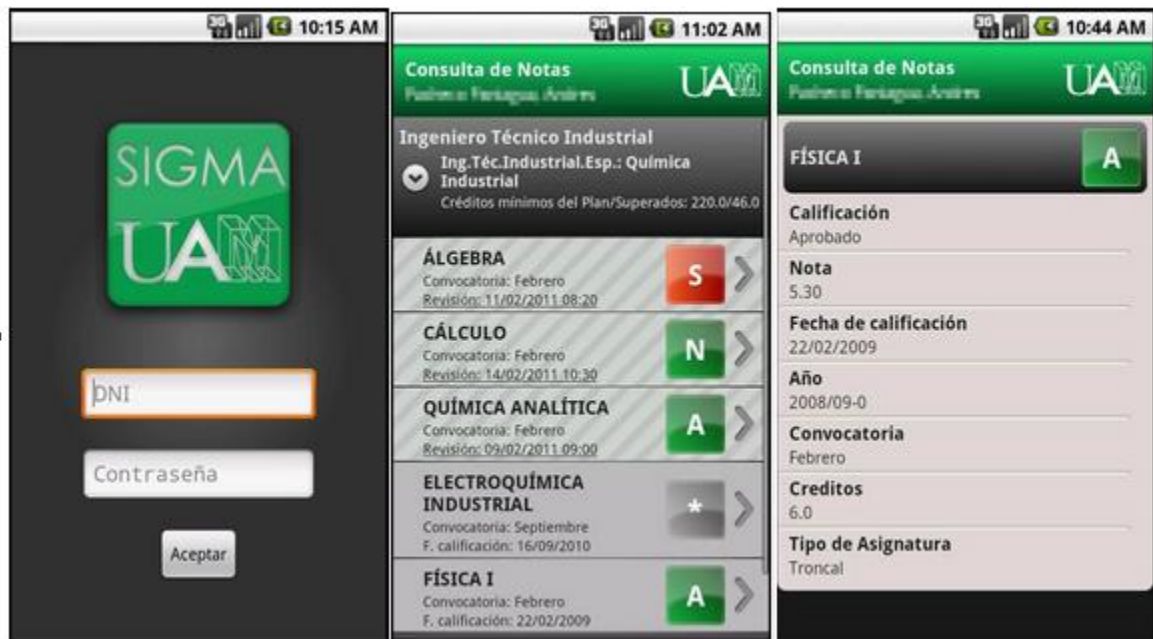 3G
10:15 AM
SIGMA
UAM
DNI
Contraseña
Aceptar
3G
11:02 AM
Consulta de Notas
UAM
Ingeniero Técnico Industrial
Ing.Téc.Industrial.Esp.: Química
Industrial
Créditos mínimos del Plan/Superados: 220.0/46.0
ÁLGEBRA
Convocatoria: Febrero
Revisión: 11/02/2011 08:20
S
CÁLCULO
Convocatoria: Febrero
Revisión: 14/02/2011 10:30
N
QUÍMICA ANALÍTICA
Convocatoria: Febrero
Revisión: 09/02/2011 09:00
A
ELECTROQUÍMICA
INDUSTRIAL
Convocatoria: Septiembre
F. calificación: 16/09/2010
*
FÍSICA I
Convocatoria: Febrero
F. calificación: 22/02/2009
A
3G
10:44 AM
Consulta de Notas
UAM
FÍSICA I
A
Calificación
Aprobado
Nota
5.30
Fecha de calificación
22/02/2009
Año
2008/09-0
Convocatoria
Febrero
Creditos
6.0
Tipo de Asignatura
Troncal